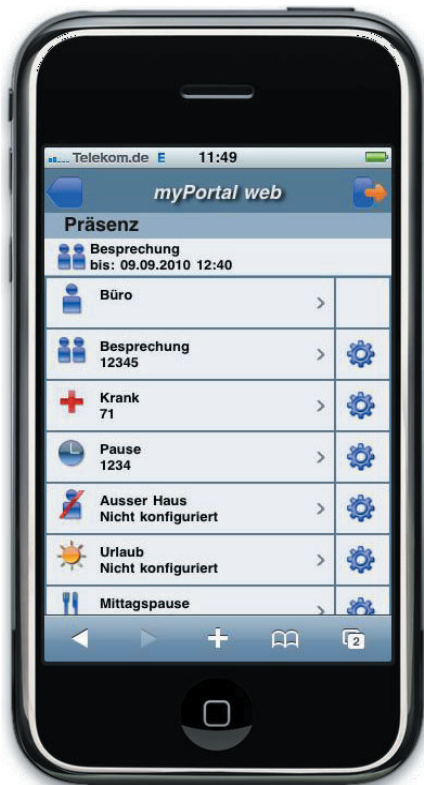 Telekom.de E 11:49
myPortal web
Präsenz
Besprechung
bis: 09.09.2010 12:40
Büro
Besprechung
12345
Krank
71
Pause
1234
Ausser Haus
Nicht konfiguriert
Urlaub
Nicht konfiguriert
Mittagspause
2